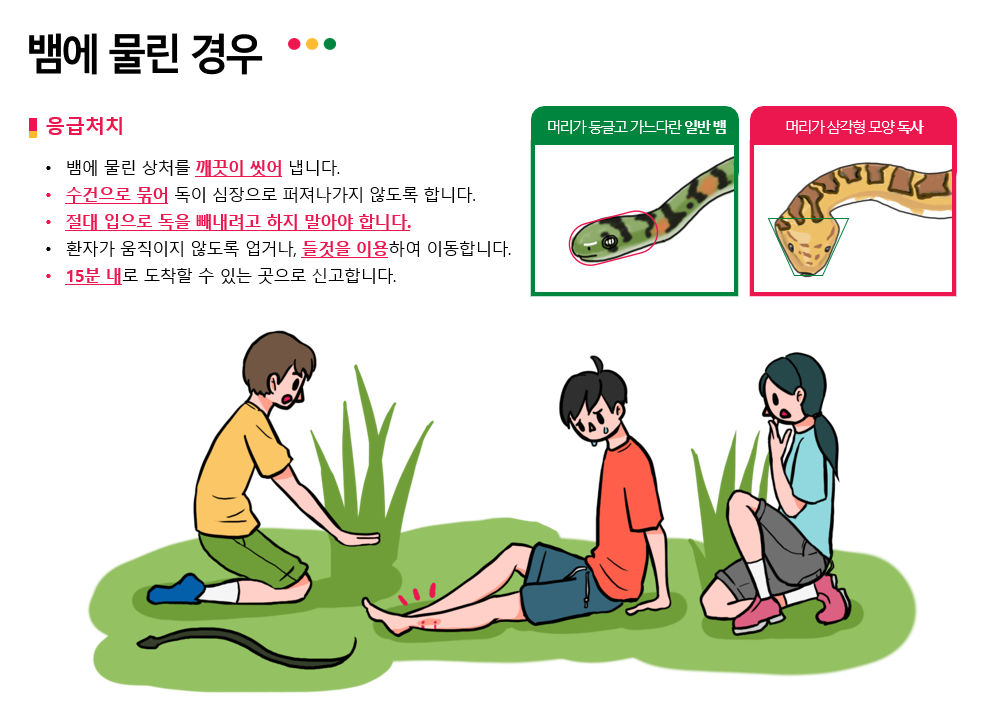 뱀에 물린 경우
응급처치
• 뱀에 물린 상처를 깨끗이 씻어 냅니다.
• 수건으로 묶어 독이 심장으로 퍼져나가지 않도록 합니다.
• 절대 입으로 독을 빼내려고 하지 말아야 합니다.
• 환자가 움직이지 않도록 업거나, 들것을 이용하여 이동합니다.
• 15분 내로 도착할 수 있는 곳으로 신고합니다.
머리가 둥글고 가느다란 일반 뱀
머리가 삼각형 모양 독사